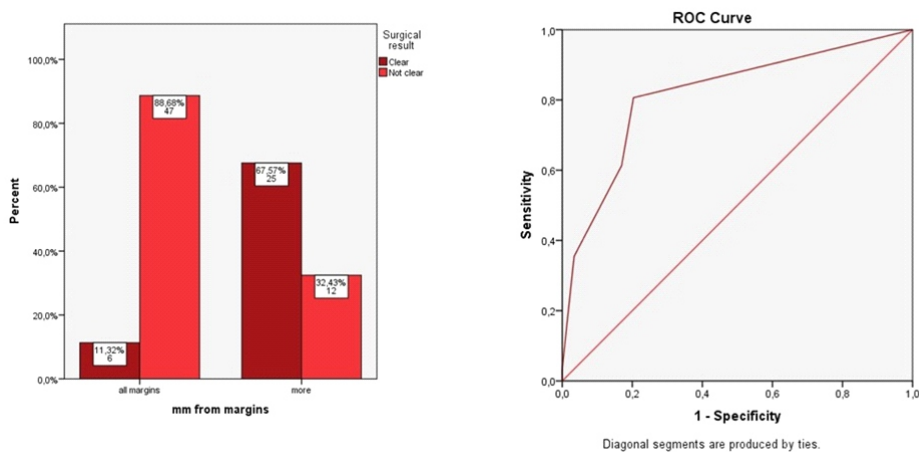 Surgical
result
Clear
Not clear
100,0%
80,0%
60,0%
40,0%
20,0%
0,0%
Percent
88,68%
47
67,57%
25
32,43%
12
11,32%
6
all margins
more
mm from margins
ROC Curve
1,0
0,8
0,6
0,4
0,2
0,0
Sensitivity
0,0
0,2
0,4
0,6
0,8
1,0
1 - Specificity
Diagonal segments are produced by ties.